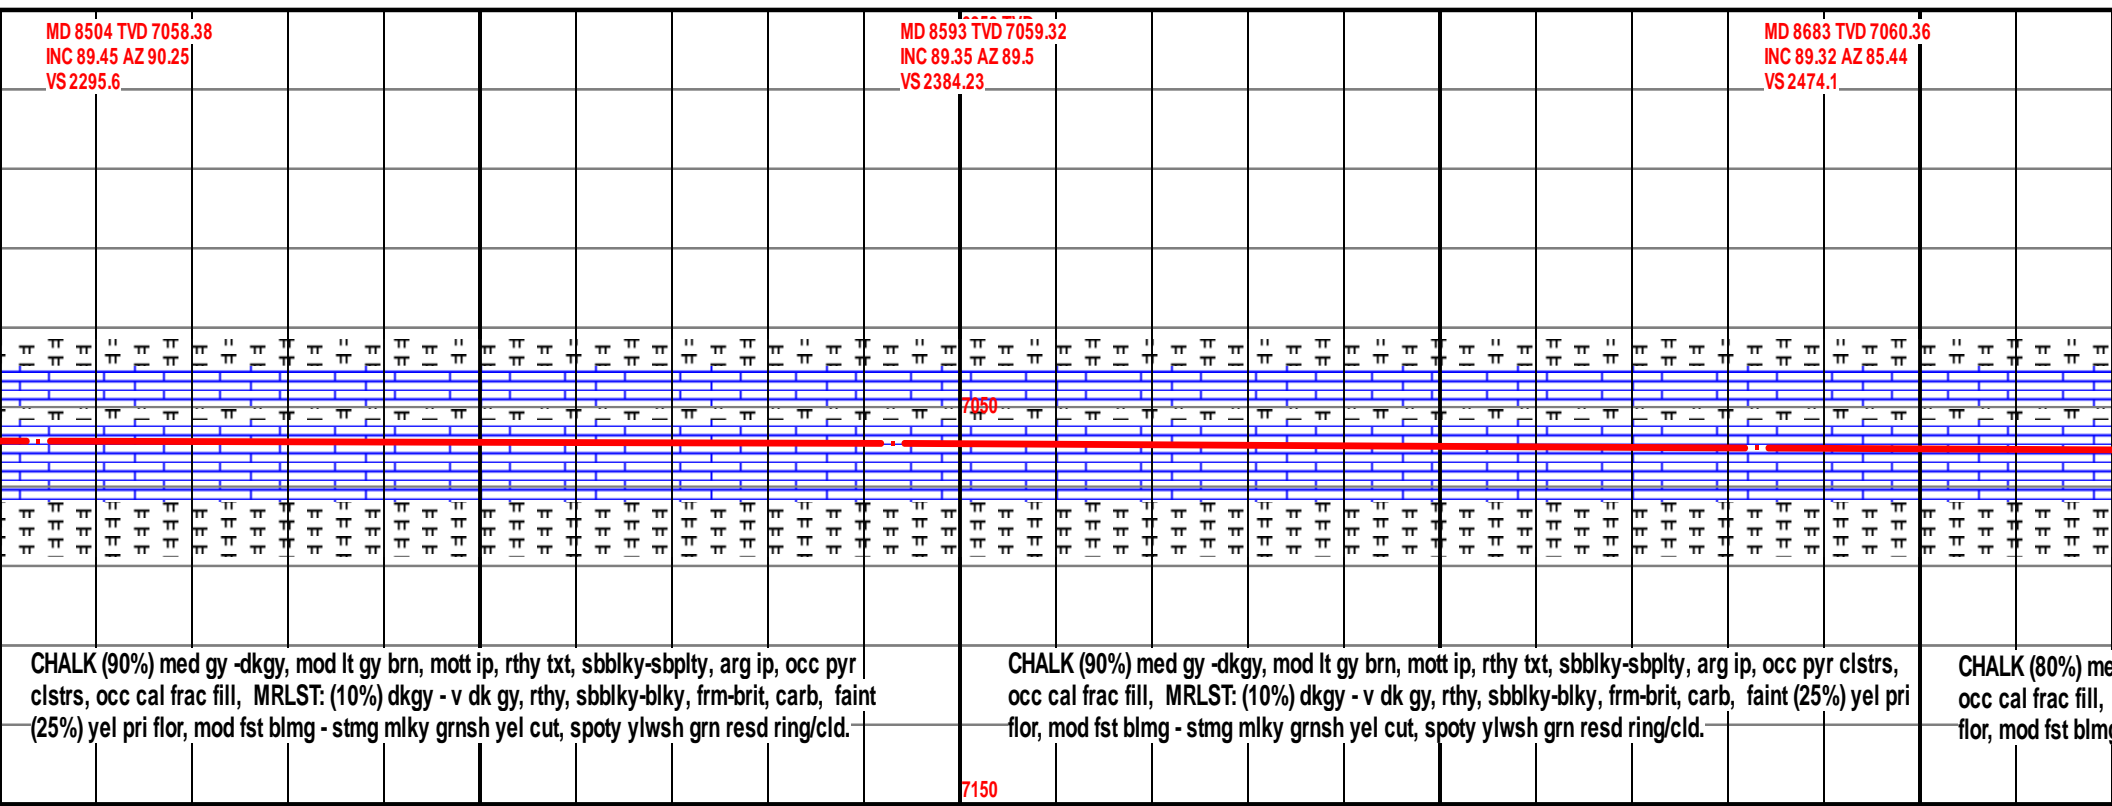 MD 8504 TVD 7058.38
INC 89.45 AZ 90.25
VS 2295.6
MD 8593 TVD 7059.32
INC 89.35 AZ 89.5
VS 2384.23
MD 8683 TVD 7060.36
INC 89.32 AZ 85.44
VS 2474.1
7050
CHALK (90%) med gy -dkgy, mod lt gy brn, mott ip, rthy txt, sbblky-sbplty, arg ip, occ pyr
clstrs, occ cal frac fill, MRLST: (10%) dkgy - v dk gy, rthy, sbblky-blky, frm-brit, carb, faint
(25%) yel pri flor, mod fst blmg - stmg mlky grnsh yel cut, spoty ylwsh grn resd ring/cld.
CHALK (90%) med gy -dkgy, mod lt gy brn, mott ip, rthy txt, sbblky-sbplty, arg ip, occ pyr clstrs,
occ cal frac fill, MRLST: (10%) dkgy - v dk gy, rthy, sbblky-blky, frm-brit, carb, faint (25%) yel pri
flor, mod fst blmg - stmg mlky grnsh yel cut, spoty ylwsh grn resd ring/cld.
CHALK (80%) me
occ cal frac fill,
flor, mod fst blmg
7150